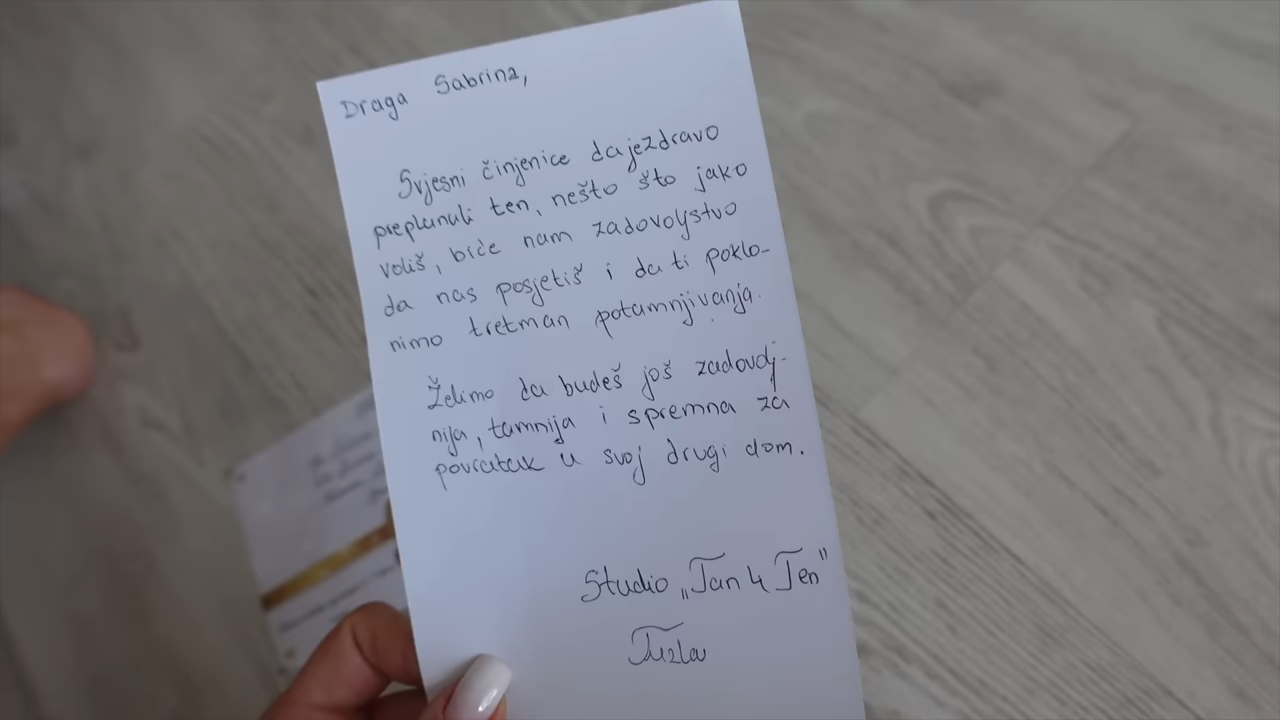 Draga Sabrina,
Svjesni činjenice da je zdravo
preplanuli ten, nešto što jako
voliš, biće nam zadovoljstvo
da nas posjetiš i da ti poklo-
nimo tretman potamnjivanja.
Želimo da budeš još zadovolj-
nija, tamnija i spremna za
povratak u svoj drugi dom.
Studio „Tan 4 Ten"
Tuzla